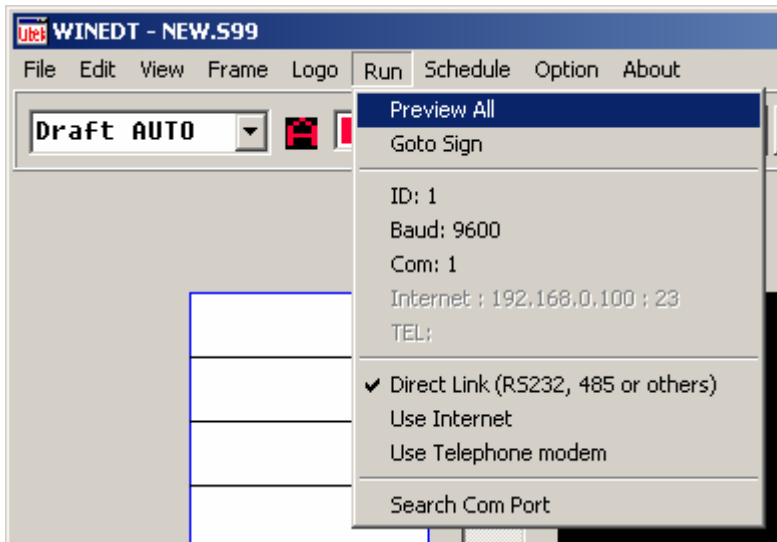 Utek WINEDT - NEW.S99
File Edit View Frame Logo Run Schedule Option About
Draft AUTO A
Preview All
Goto Sign
ID: 1
Baud: 9600
Com: 1
Internet : 192.168.0.100 : 23
TEL:
Direct Link (RS232, 485 or others)
Use Internet
Use Telephone modem
Search Com Port